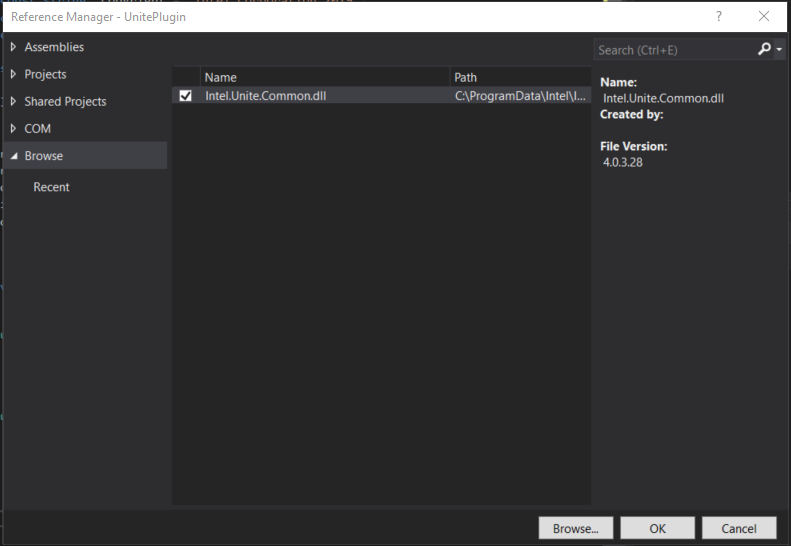 Reference Manager - UnitePlugin ?
Assemblies
Projects
Shared Projects
COM
Browse
Recent
Name Path
Intel.Unite.Common.dll C:\ProgramData\Intel\I...
Search (Ctrl+E)
Name:
Intel.Unite.Common.dll
Created by:
File Version:
4.0.3.28
Browse... OK Cancel